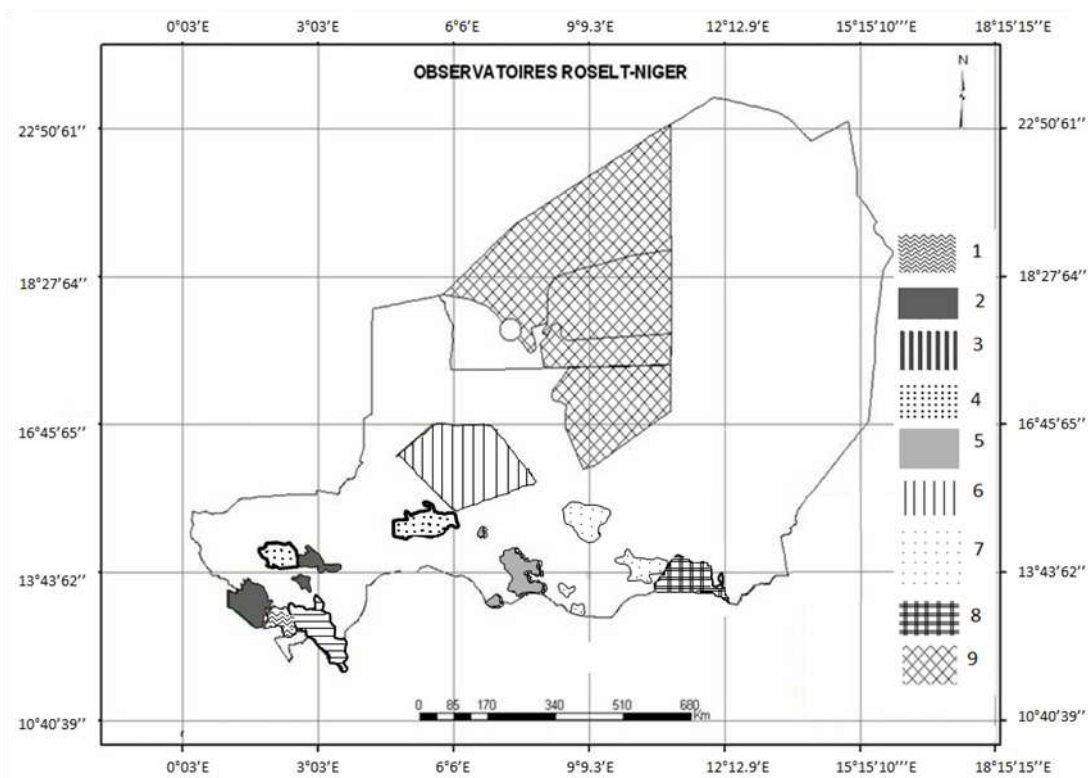 0°03'E 3°03'E 6°6'E 9°9.3'E 12°12.9'E 15°15'10'''E 18°15'15''E
OBSERVATOIRES ROSELT-NIGER
N
22°50'61'' 22°50'61''
1
18°27'64'' 18°27'64''
2
3
4
16°45'65'' 16°45'65''
5
6
7
13°43'62'' 13°43'62''
8
9
0 85 170 340 510 680
Km
10°40'39'' 10°40'39''
0°03'E 3°03'E 6°6'E 9°9.3'E 12°12.9'E 15°15'10'''E 18°15'15''E